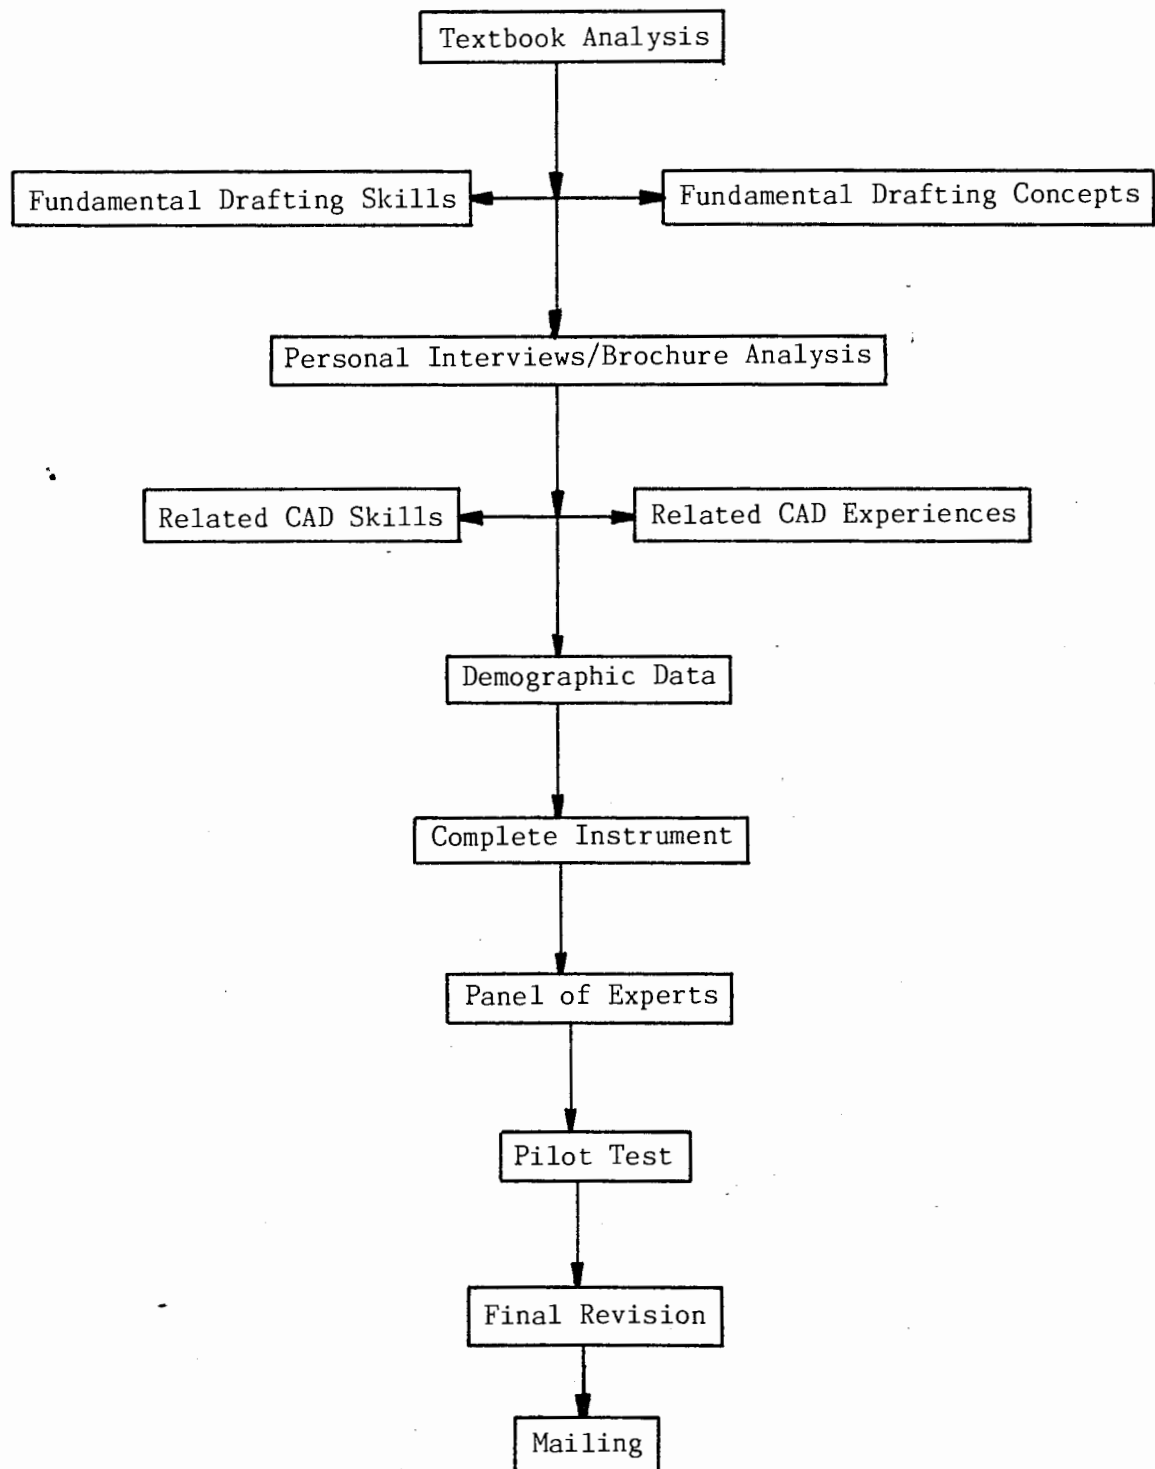 Textbook Analysis
Fundamental Drafting Skills
Fundamental Drafting Concepts
Personal Interviews/Brochure Analysis
Related CAD Skills
Related CAD Experiences
Demographic Data
Complete Instrument
Panel of Experts
Pilot Test
Final Revision
Mailing